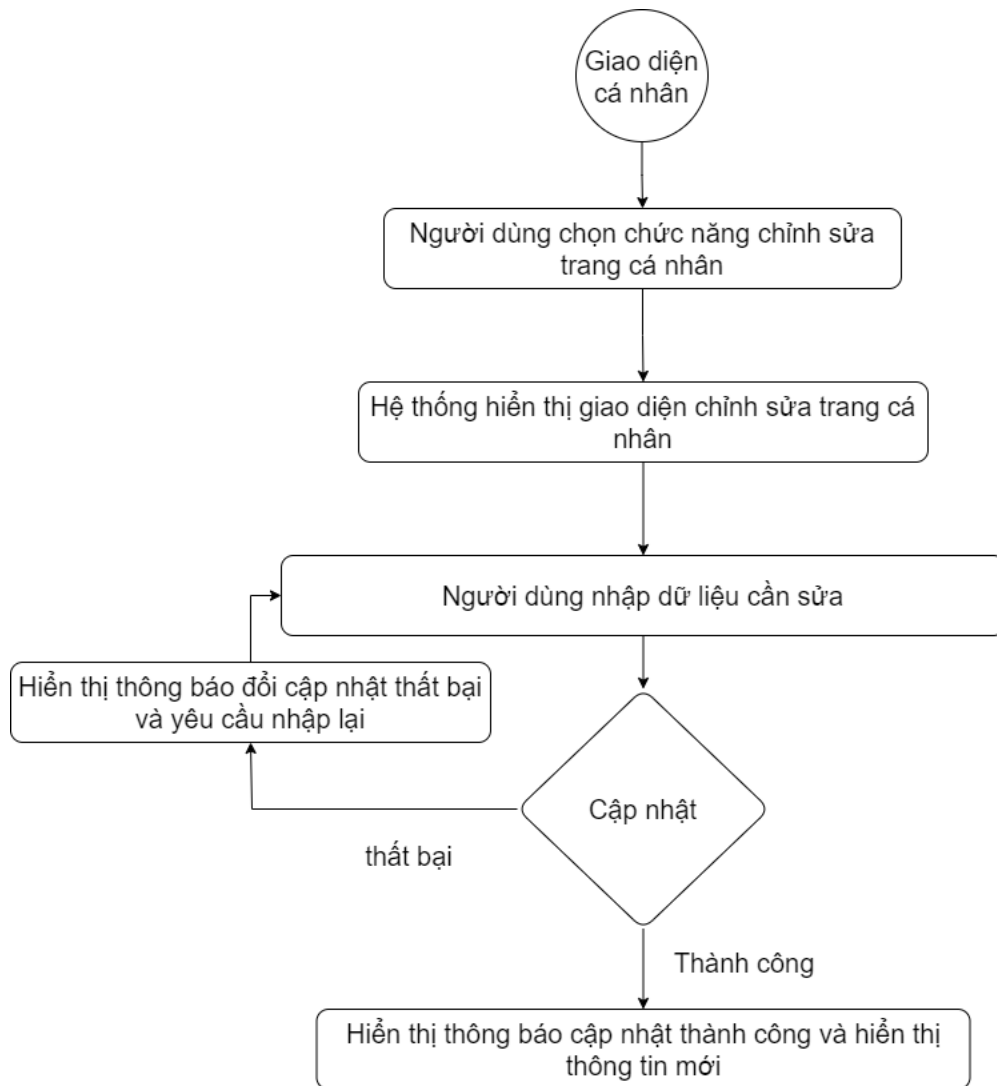 Giao diện
cá nhân
Người dùng chọn chức năng chỉnh sửa
trang cá nhân
Hệ thống hiển thị giao diện chỉnh sửa trang cá
nhân
Người dùng nhập dữ liệu cần sửa
Hiển thị thông báo đổi cập nhật thất bại
và yêu cầu nhập lại
Cập nhật
thất bại
Thành công
Hiển thị thông báo cập nhật thành công và hiển thị
thông tin mới